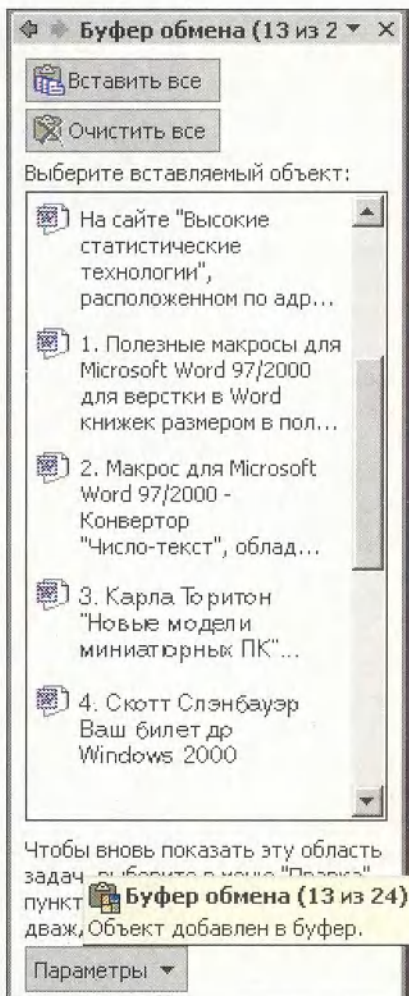 Буфер обмена (13 из 2
Вставить все
Очистить все
Выберите вставляемый объект:
На сайте "Высокие
статистические
технологии",
расположенном по адр...
1. Полезные макросы для
Microsoft Word 97/2000
для верстки в Word
книжек размером в пол...
2. Макрос для Microsoft
Word 97/2000 -
Конвертор
"Число-текст", облад...
3. Карла Торитон
"Новые модели
миниатюрных ПК"...
4. Скотт Слэнбауэр
Ваш билет др
Windows 2000
Чтобы вновь показать эту область
задач, выберите в меню "Правка"
пункт
дваж
Буфер обмена (13 из 24)
Объект добавлен в буфер.
Параметры